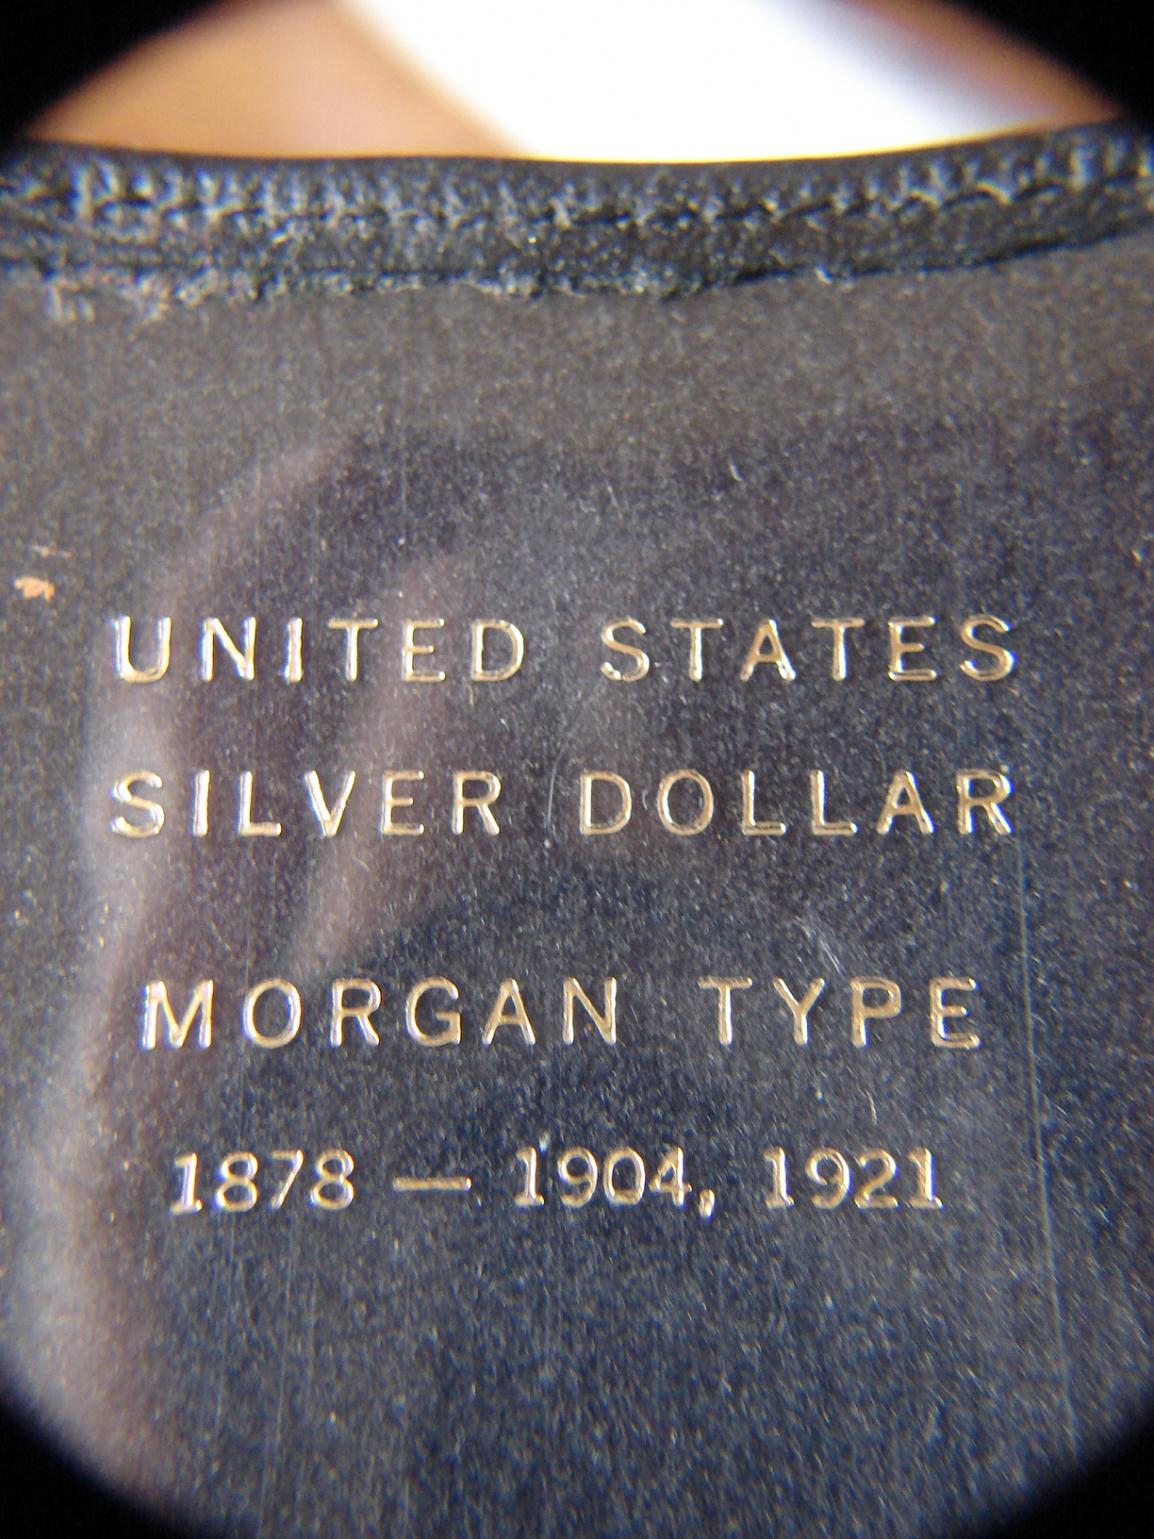 UNITED STATES
SILVER DOLLAR
MORGAN TYPE
1878 — 1904, 1921